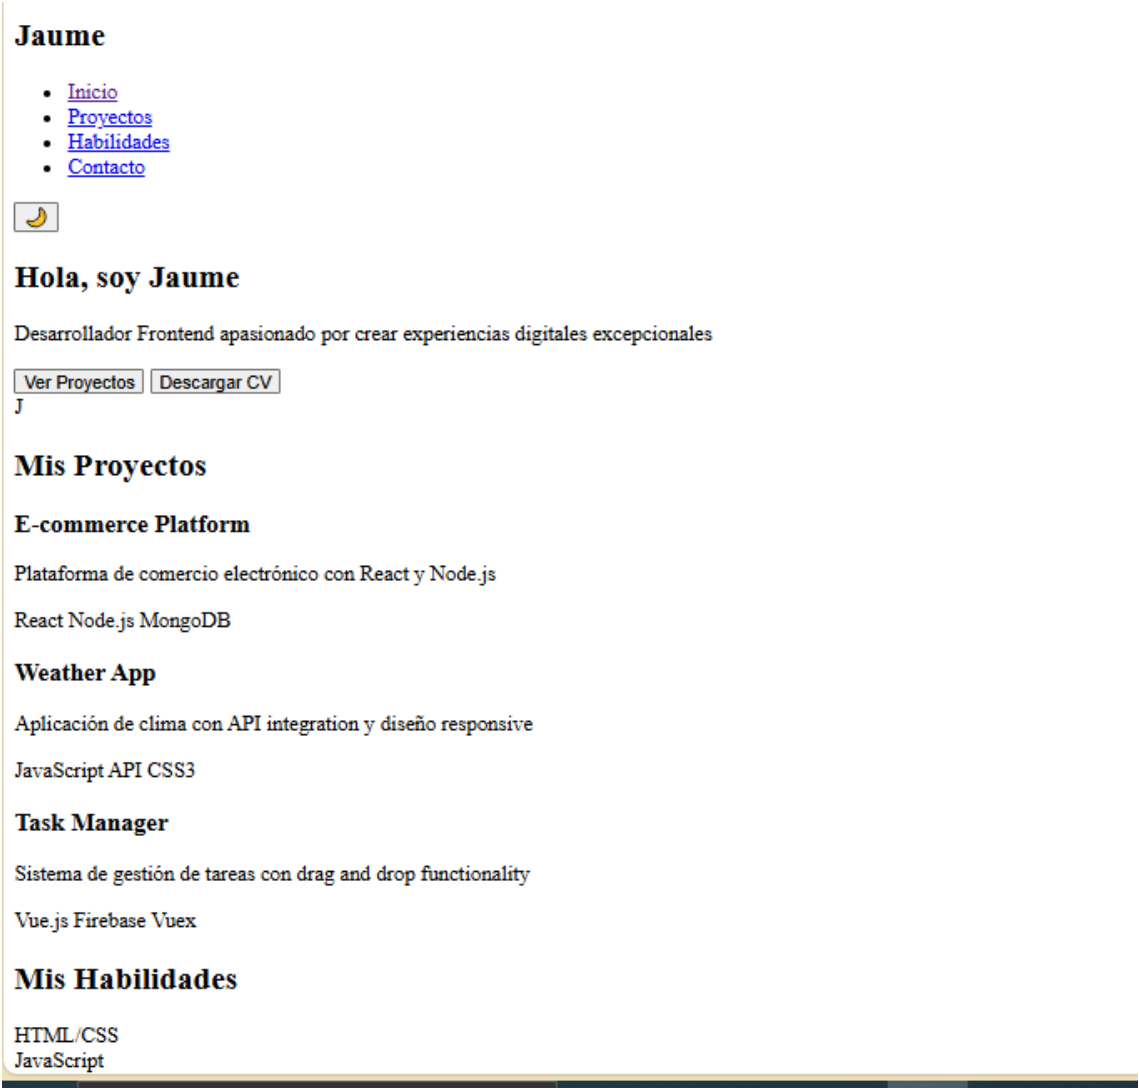 Jaume
Inicio
Proyectos
Habilidades
Contacto
Hola, soy Jaume
Desarrollador Frontend apasionado por crear experiencias digitales excepcionales
Ver Proyectos Descargar CV
J
Mis Proyectos
E-commerce Platform
Plataforma de comercio electrónico con React y Node.js
React Node.js MongoDB
Weather App
Aplicación de clima con API integration y diseño responsive
JavaScript API CSS3
Task Manager
Sistema de gestión de tareas con drag and drop functionality
Vue.js Firebase Vuex
Mis Habilidades
HTML/CSS
JavaScript